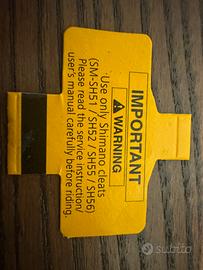 IMPORTANT
⚠ WARNING
*Use only Shimano cleats
(SM-SH51 / SH52 / SH55 / SH56)
Please read the service instruction/
user's manual carefully before riding.
subito